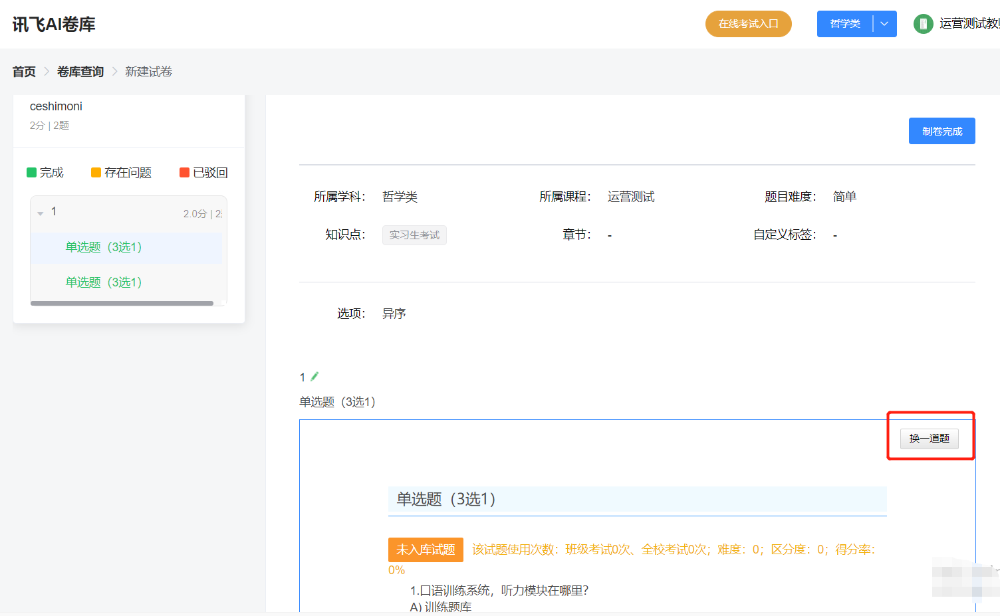 讯飞AI卷库
在线考试入口
哲学类
运营测试教
首页 > 卷库查询 > 新建试卷
ceshimoni
2分 | 2题
完成 存在问题 已驳回
1 2.0分 | 2
单选题（3选1）
单选题（3选1）
制卷完成
所属学科： 哲学类 所属课程： 运营测试 题目难度： 简单
知识点： 实习生考试 章节： - 自定义标签： -
选项： 异序
1
单选题（3选1）
换一道题
单选题（3选1）
未入库试题 该试题使用次数：班级考试0次、全校考试0次；难度：0；区分度：0；得分率：
0%
1.口语训练系统，听力模块在哪里？
A) 训练题库